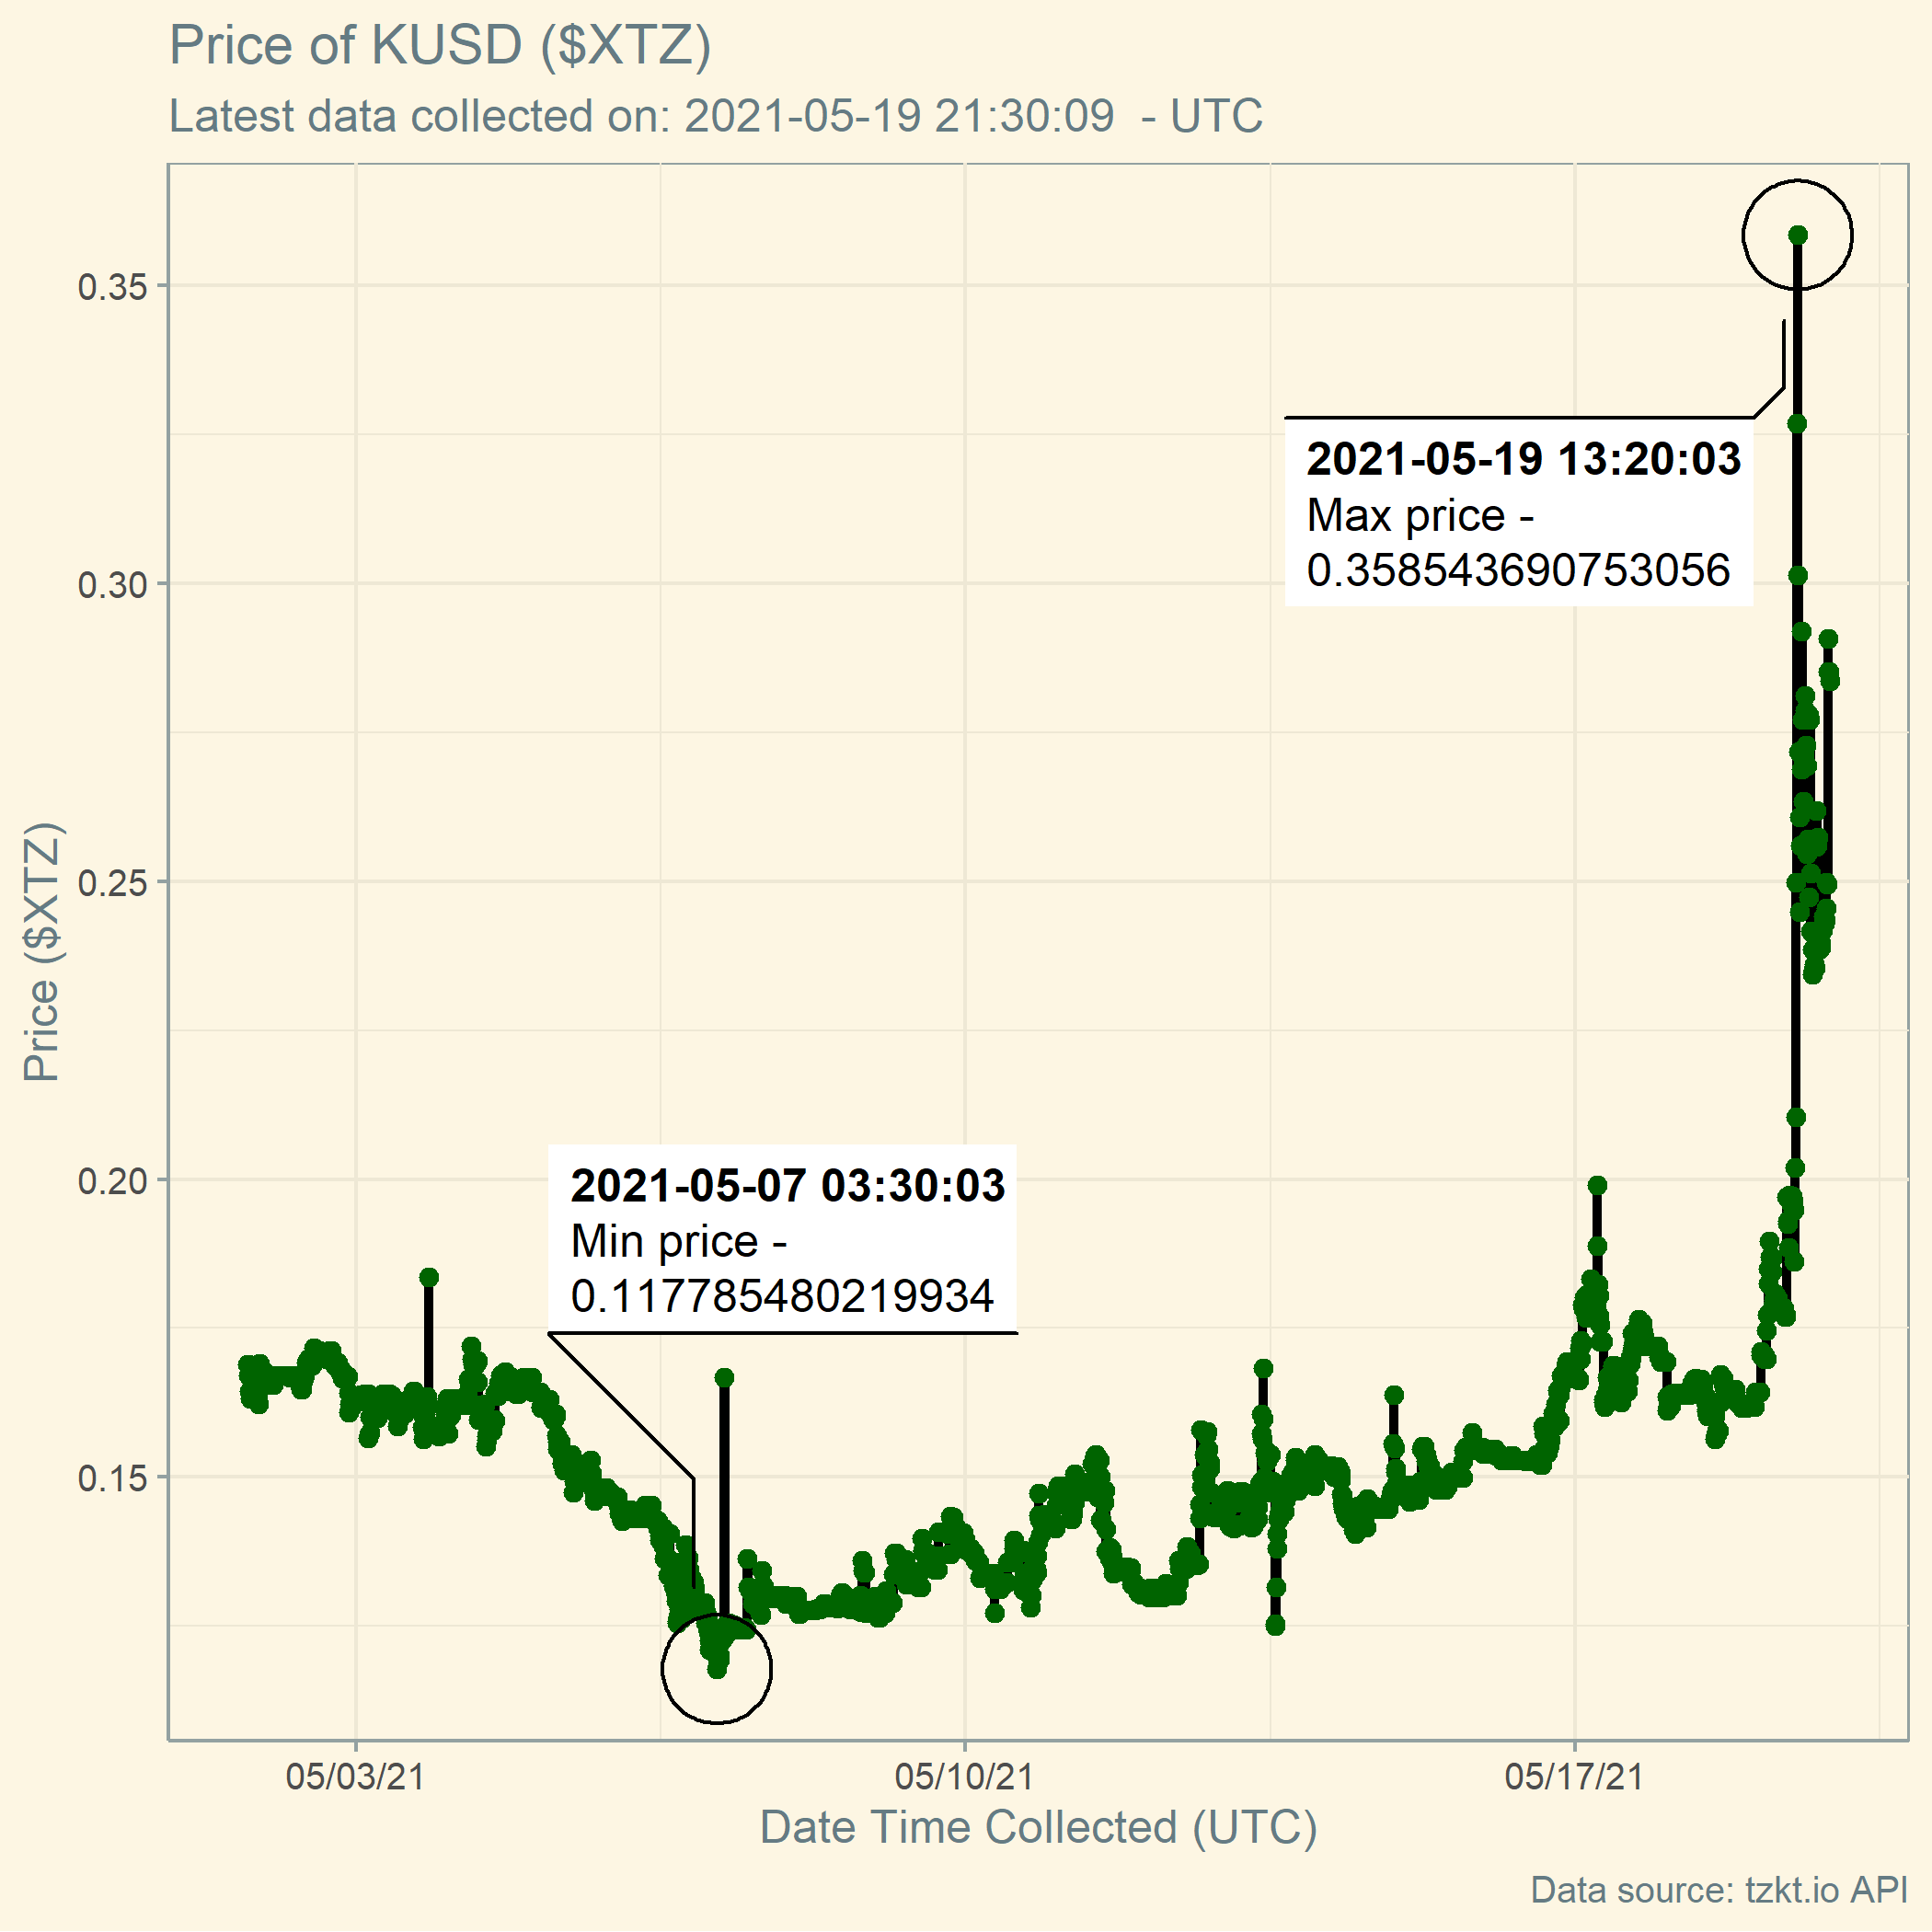 Price of KUSD ($XTZ)
Latest data collected on: 2021-05-19 21:30:09  - UTC
0.35
0.30
0.25
0.20
0.15
Price ($XTZ)
2021-05-19 13:20:03
Max price -
0.358543690753056
2021-05-07 03:30:03
Min price -
0.117785480219934
05/03/21
05/10/21
05/17/21
Date Time Collected (UTC)
Data source: tzkt.io API